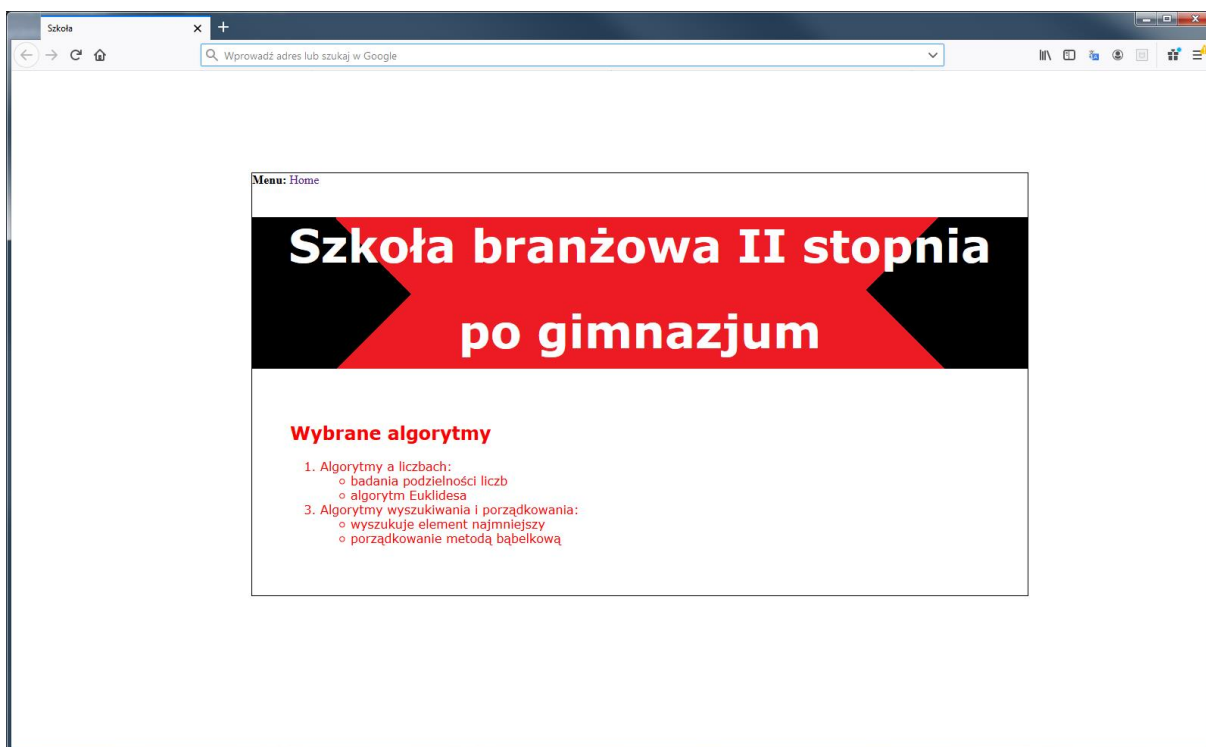 Szkoła
Wprowadź adres lub szukaj w Google
Menu: Home
Szkoła branżowa II stopnia
po gimnazjum
Wybrane algorytmy
1. Algorytmy a liczbach:
badania podzielności liczb
algorytm Euklidesa
3. Algorytmy wyszukiwania i porządkowania:
wyszukuje element najmniejszy
porządkowanie metodą bąbelkową